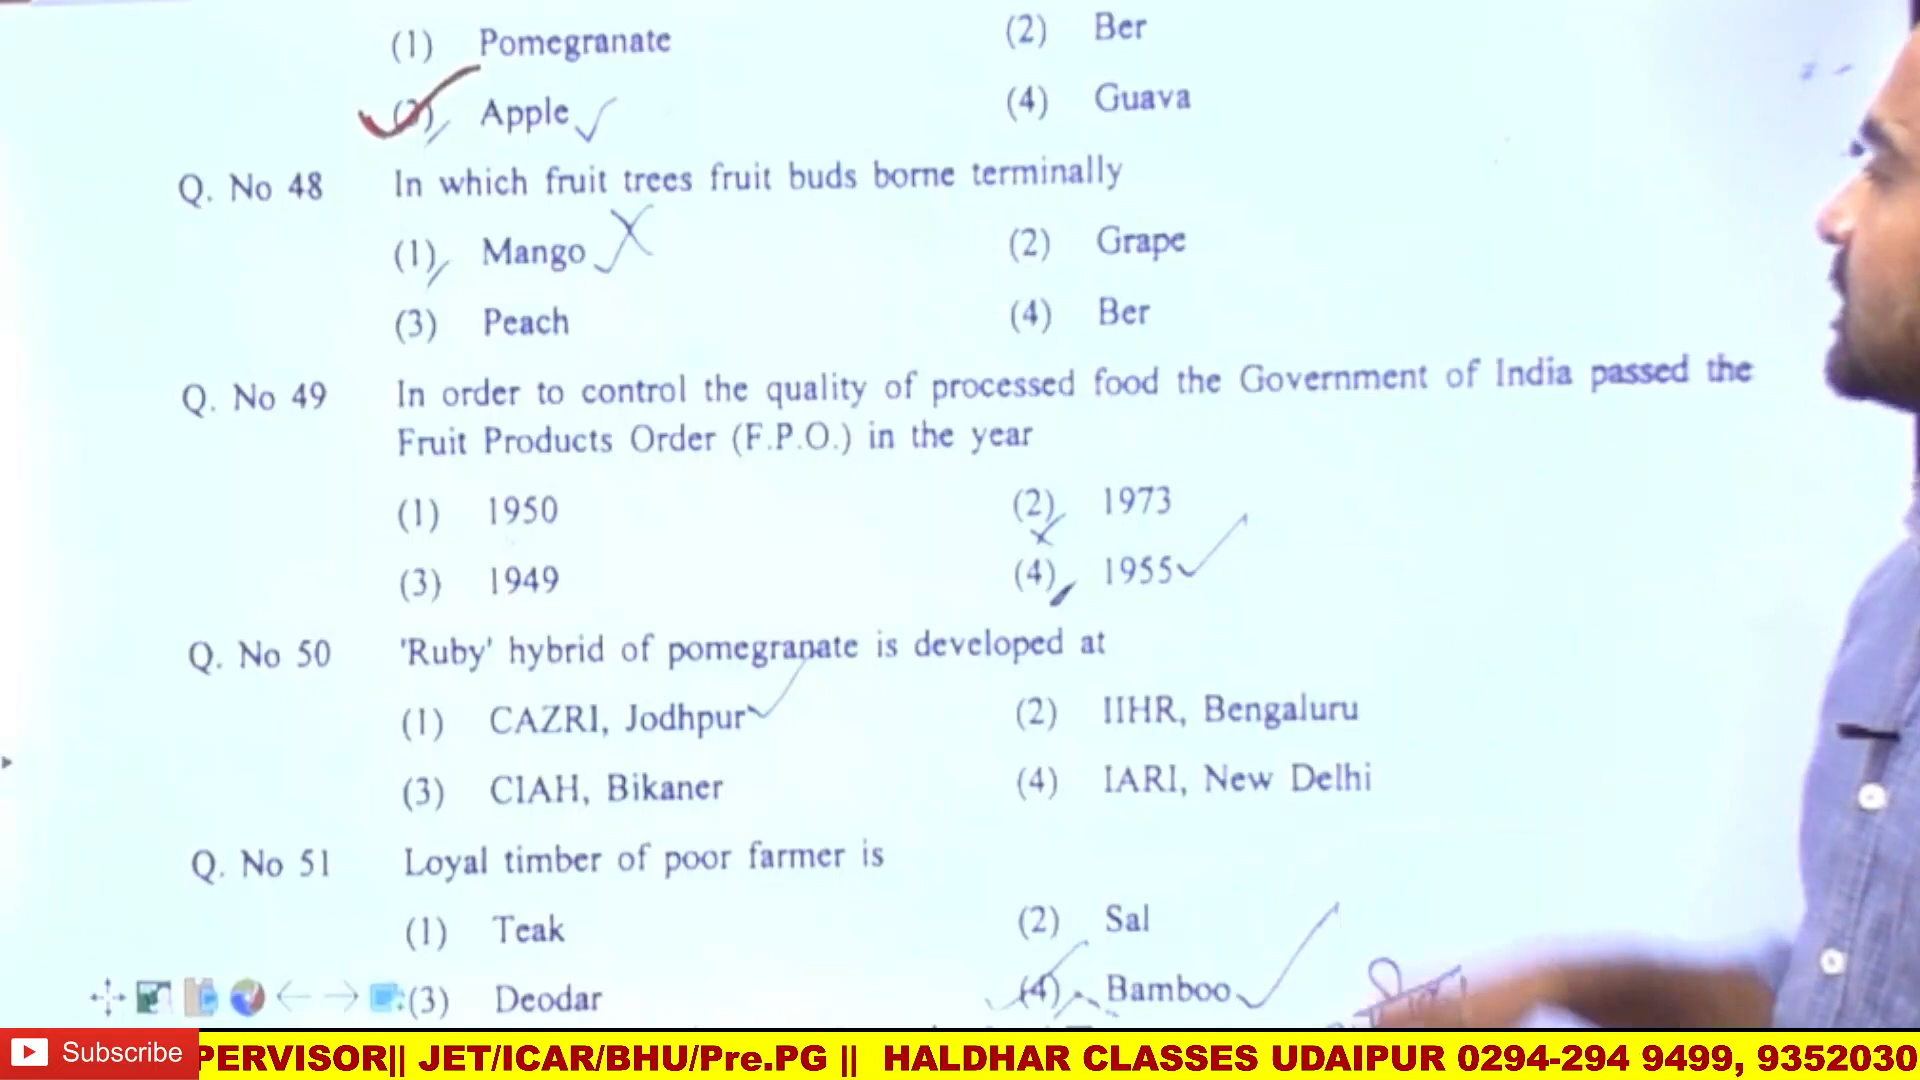 (1) Pomegranate (2) Ber
(3) Apple (4) Guava
Q. No 48 In which fruit trees fruit buds borne terminally
(1) Mango (2) Grape
(3) Peach (4) Ber
Q. No 49 In order to control the quality of processed food the Government of India passed the
Fruit Products Order (F.P.O.) in the year
(1) 1950 (2) 1973
(3) 1949 (4) 1955
Q. No 50 'Ruby' hybrid of pomegranate is developed at
(1) CAZRI, Jodhpur (2) IIHR, Bengaluru
(3) CIAH, Bikaner (4) IARI, New Delhi
Q. No 51 Loyal timber of poor farmer is
(1) Teak (2) Sal
(3) Deodar (4) Bamboo
Subscribe PERVISOR|| JET/ICAR/BHU/Pre.PG || HALDHAR CLASSES UDAIPUR 0294-294 9499, 9352030